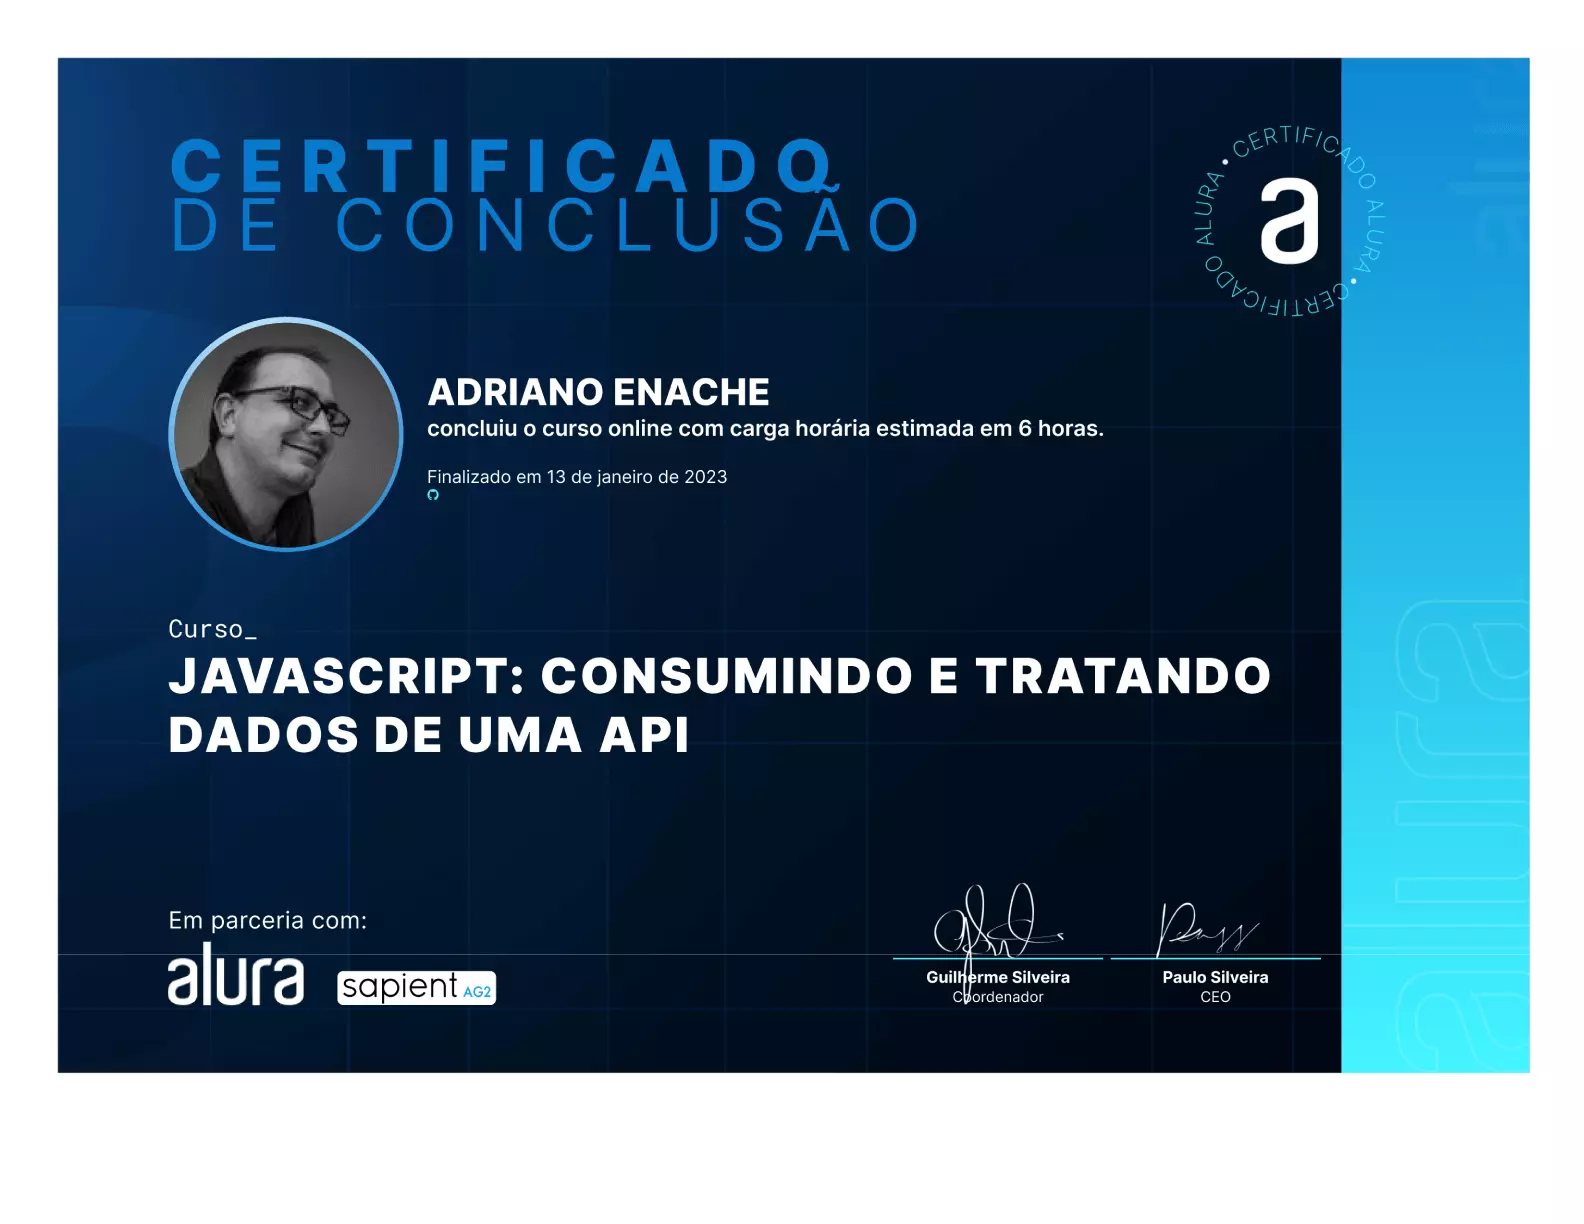 CERTIFICADO
DE CONCLUSÃO
CERTIFICADO ALURA • CERTIFICADO ALURA •
a
ADRIANO ENACHE
concluiu o curso online com carga horária estimada em 6 horas.
Finalizado em 13 de janeiro de 2023
Curso_
JAVASCRIPT: CONSUMINDO E TRATANDO
DADOS DE UMA API
Em parceria com:
alura
sapient AG2
Guilherme Silveira
Coordenador
Paulo Silveira
CEO
alura
alura